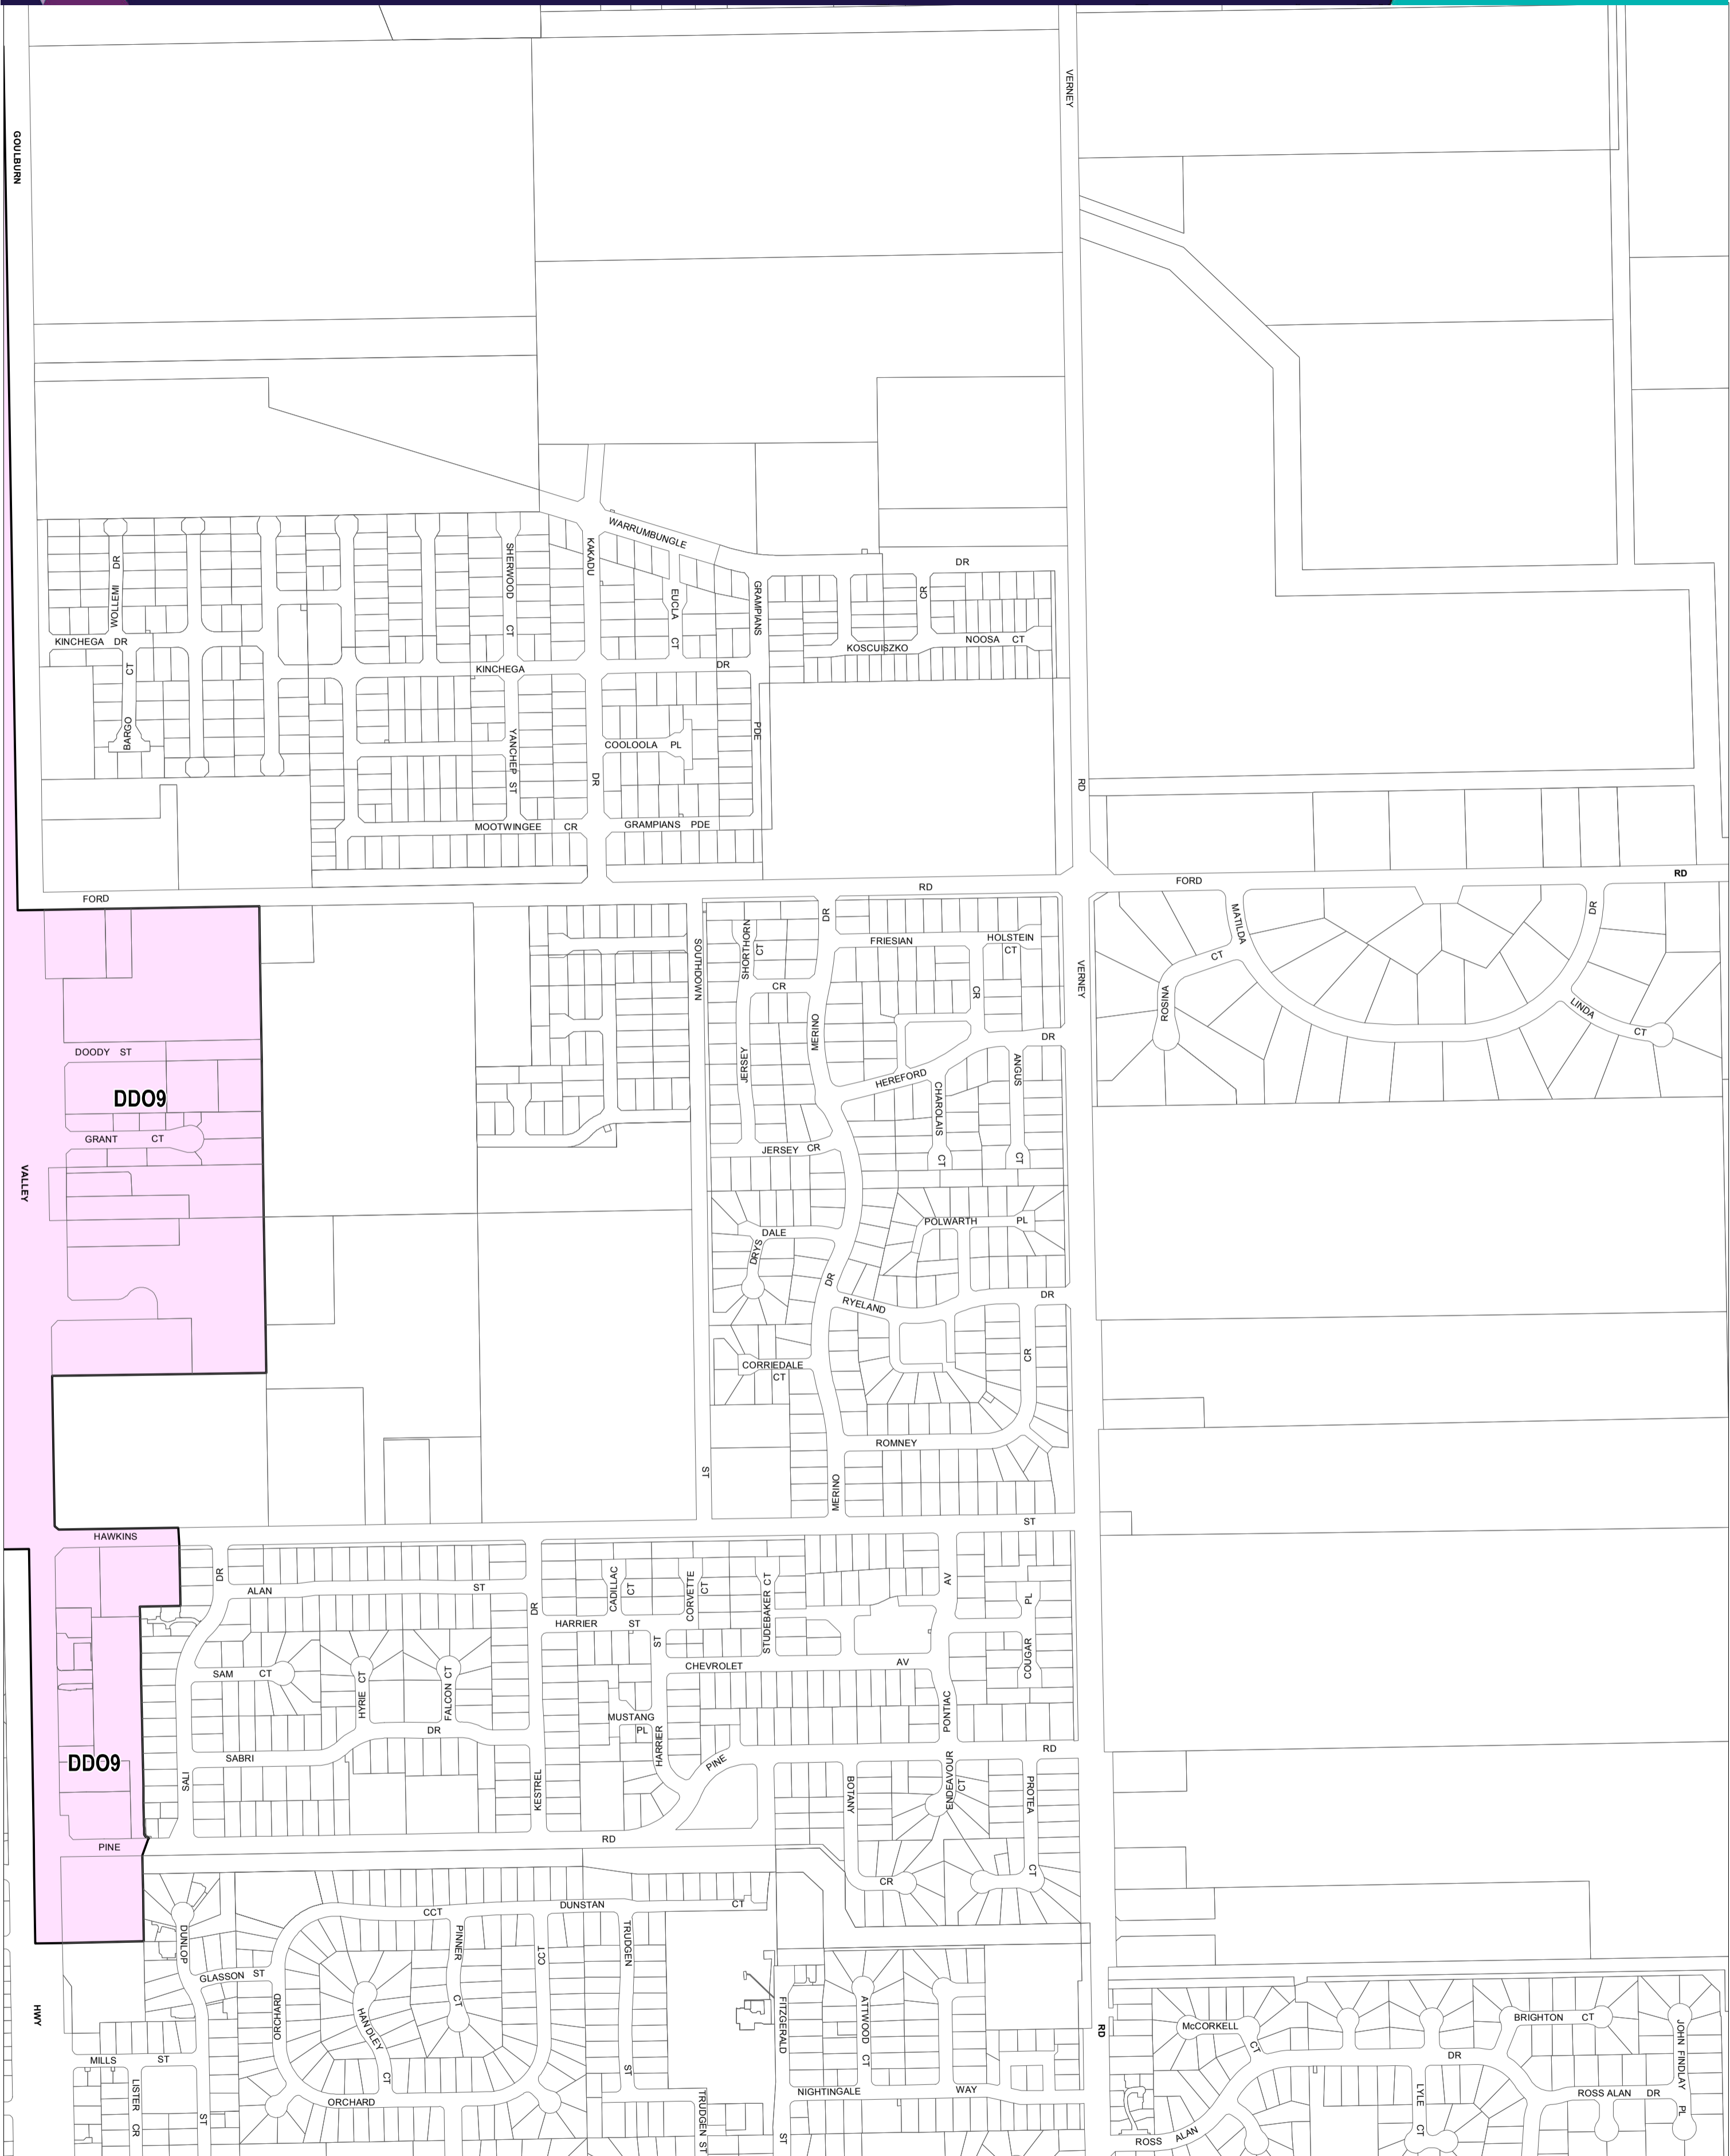 VERNEY
GOULBURN
WARRUMBUNGLE
KAKADU
SHERWOOD
CT
WOLLEMI DR
DR
CR
EUCLA CT
GRAMPIANS
KINCHEGA DR
NOOSA CT
KOSCUISZKO
BARGO CT
KINCHEGA
DR
YANCHEP ST
COOLOOLA PL
PDE
DR
RD
MOOTWINGEE CR
GRAMPIANS PDE
FORD
RD
FORD
RD
MATILDA
DR
SHORTHORN
CT
DR
FRIESIAN
HOLSTEIN
CT
SOUTHDOWN
VERNEY
CT
CR
CR
ROSINA
LINDA
CT
MERINO
JERSEY
DR
DOODY ST
HEREFORD
ANGUS
CHAROLAIS
DDO9
GRANT CT
JERSEY CR
CT
CT
VALLEY
DALE
POLWARTH PL
DRYS
DR
DR
RYELAND
CORRIEDALE
CT
CR
ROMNEY
ST
MERINO
ST
HAWKINS
DR
ALAN ST
CADILLAC
CT
CORVETTE
CT
STUDEBAKER CT
AV
PL
DR
HARRIER ST
ST
SAM CT
HYRIE CT
FALCON CT
CHEVROLET AV
COUGAR
MUSTANG
PL
PONTIAC
DR
SABRI
HARRIER
PINE
RD
DDO9
SALI
KESTREL
BOTANY
ENDEAVOUR
CT
PROTEA
PINE
RD
CR
CT
DUNLOP
CCT
DUNSTAN CT
PINNER
CCT
TRUDGEN
GLASSON ST
ORCHARD
HANDLEY
CT
FITZGERALD
ATTWOOD CT
HWY
RD
McCORKELL
CT
BRIGHTON CT
JOHN FINDLAY PL
MILLS ST
DR
LISTER CR
CT
ST
ORCHARD
NIGHTINGALE WAY
ROSS ALAN DR
LYLE CT
ST
TRUDGEN ST
ST
ROSS ALAN